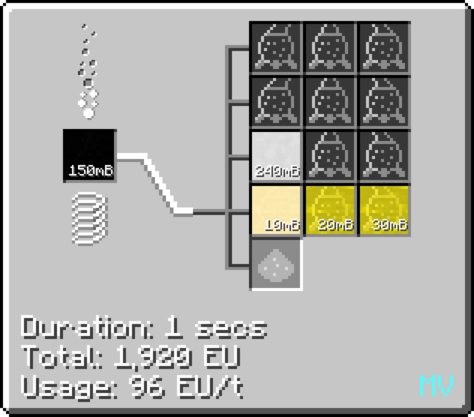 150mB
240mB
10mB 20mB 30mB
Duration: 1 secs
Total: 1,920 EU
Usage: 96 EU/t
MV